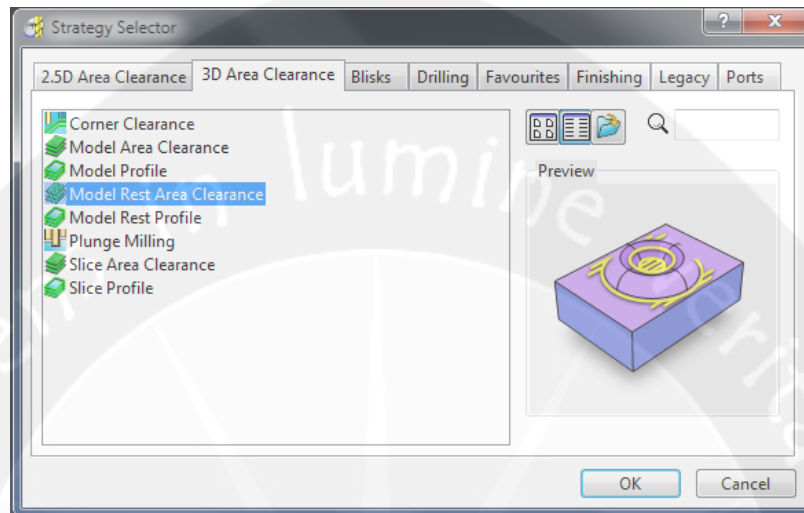 Strategy Selector
2.5D Area Clearance 3D Area Clearance Blisks Drilling Favourites Finishing Legacy Ports
Corner Clearance
Model Area Clearance
Model Profile
Model Rest Area Clearance
Model Rest Profile
Plunge Milling
Slice Area Clearance
Slice Profile
Preview
OK Cancel
in lumine